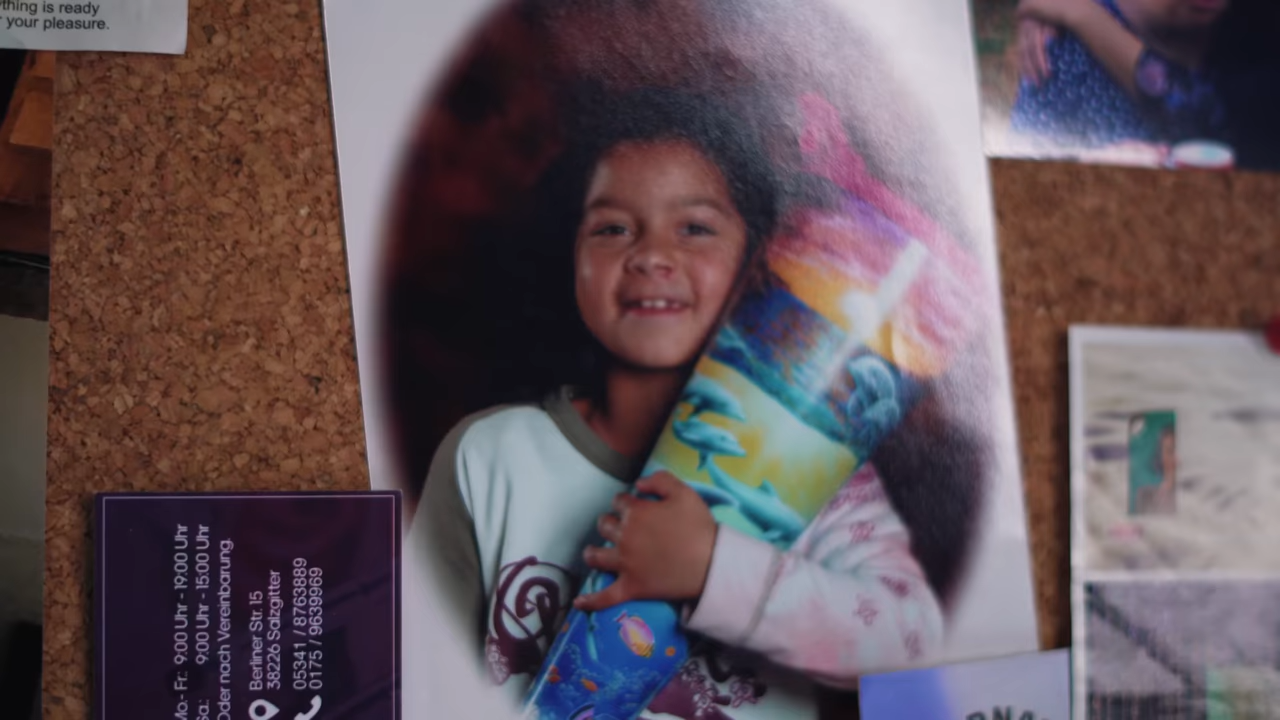 thing is ready
your pleasure.
Mo.- Fr.: 9.00 Uhr - 19.00 Uhr
Sa.: 9.00 Uhr - 15.00 Uhr
Oder nach Vereinbarung.
Berliner Str. 15
38226 Salzgitter
05341 / 8763889
0175 / 9639969